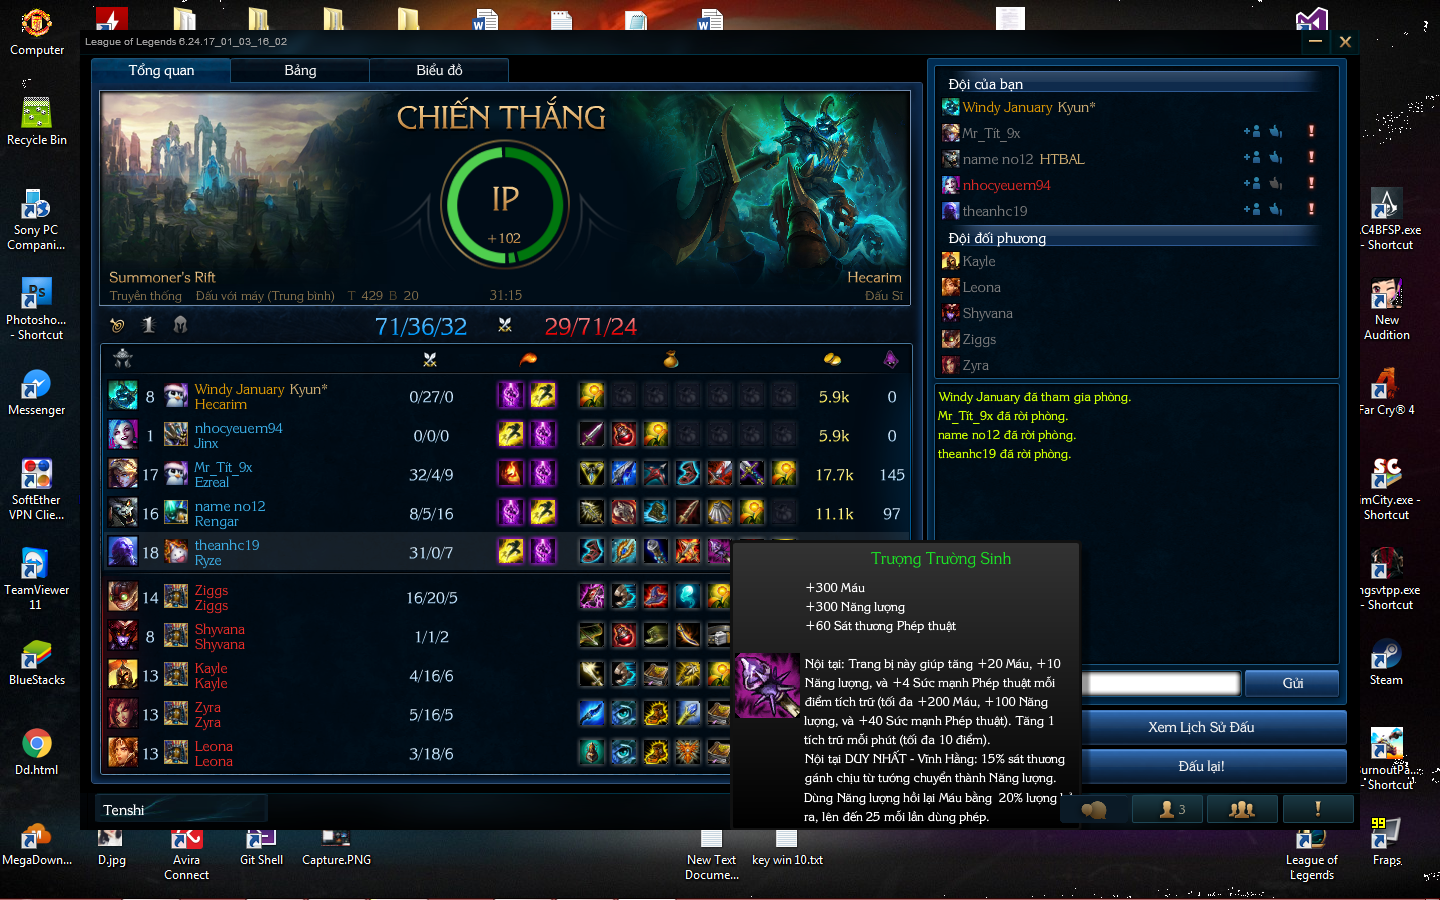 Computer
Recycle Bin
Sony PC
Compani...
Photosho...
- Shortcut
Messenger
SoftEther
VPN Clie...
TeamViewer
11
BlueStacks
Dd.html
MegaDown...
League of Legends 6.24.17_01_03_16_02
Tổng quan
Bảng
Biểu đồ
CHIẾN THẮNG
IP
+102
Summoner's Rift
Hecarim
Truyền thống Đấu với máy (Trung bình) T 429 B 20
31:15
Đấu Sĩ
1
71/36/32
29/71/24
8 Windy January Kyun* 0/27/0 5.9k 0
Hecarim
1 nhocyeuem94 0/0/0 5.9k 0
Jinx
17 Mr_Tít_9x 32/4/9 17.7k 145
Ezreal
16 name no12 8/5/16 11.1k 97
Rengar
18 theanhc19 31/0/7
Ryze
14 Ziggs 16/20/5
Ziggs
8 Shyvana 1/1/2
Shyvana
13 Kayle 4/16/6
Kayle
13 Zyra 5/16/5
Zyra
13 Leona 3/18/6
Leona
Trượng Trường Sinh
+300 Máu
+300 Năng lượng
+60 Sát thương Phép thuật
Nội tại: Trang bị này giúp tăng +20 Máu, +10
Năng lượng, và +4 Sức mạnh Phép thuật mỗi
điểm tích trữ (tối đa +200 Máu, +100 Năng
lượng, và +40 Sức mạnh Phép thuật). Tăng 1
tích trữ mỗi phút (tối đa 10 điểm).
Nội tại DUY NHẤT - Vĩnh Hằng: 15% sát thương
gánh chịu từ tướng chuyển thành Năng lượng.
Dùng Năng lượng hồi lại Máu bằng 20% lượng
ra, lên đến 25 mỗi lần dùng phép.
Đội của bạn
Windy January Kyun*
Mr_Tít_9x
name no12 HTBAL
nhocyeuem94
theanhc19
Đội đối phương
Kayle
Leona
Shyvana
Ziggs
Zyra
Windy January đã tham gia phòng.
Mr_Tít_9x đã rời phòng.
name no12 đã rời phòng.
theanhc19 đã rời phòng.
Gửi
Xem Lịch Sử Đấu
Đấu lại!
3
Tenshi
D.jpg
Avira
Connect
Git Shell
Capture.PNG
New Text
Docume...
key win 10.txt
League of
Legends
99
Fraps
.C4BFSP.exe
- Shortcut
New
Audition
4
Far Cry® 4
SC
imCity.exe -
Shortcut
ngsvtpp.exe
- Shortcut
Steam
urnoutPa...
- Shortcut